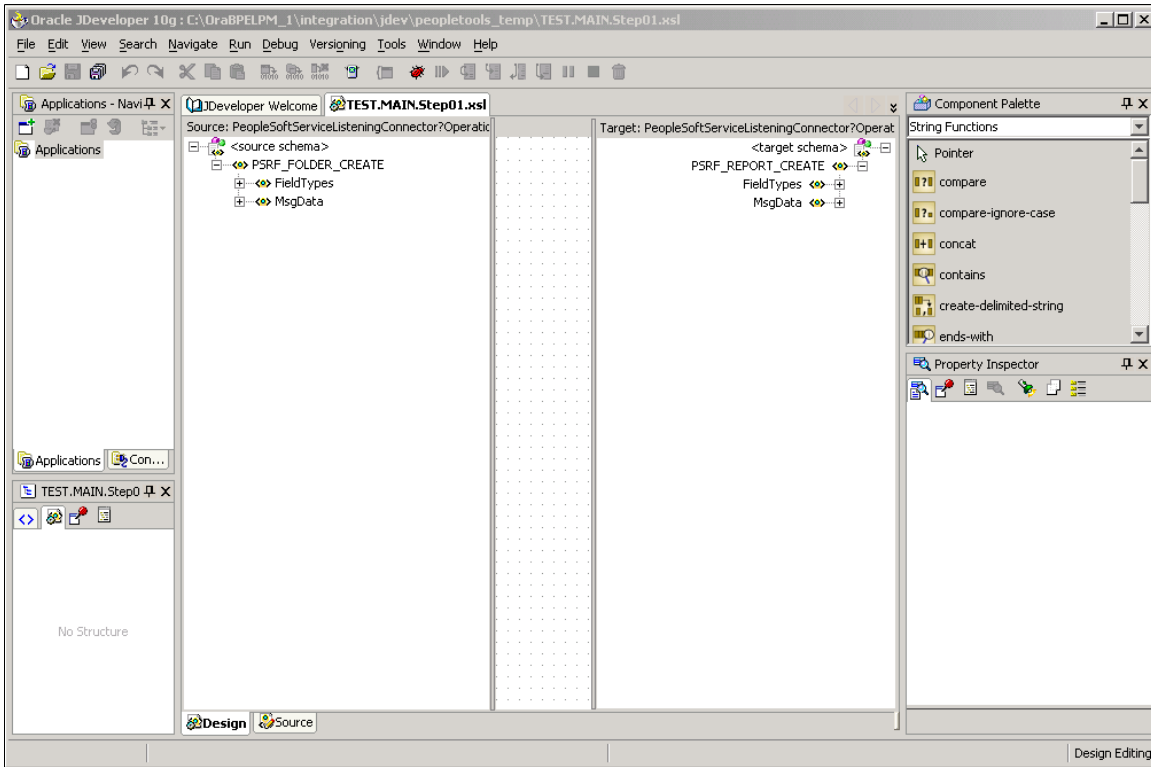 Oracle JDeveloper 10g : C:\OraBPELPM_1\integration\jdev\peopletools_temp\TEST.MAIN.Step01.xsl
File Edit View Search Navigate Run Debug Versioning Tools Window Help
Applications - Navi
Applications
Applications
Con...
TEST.MAIN.Step0
No Structure
JDeveloper Welcome
TEST.MAIN.Step01.xsl
Source: PeopleSoftServiceListeningConnector?Operatic
<source schema>
PSRF_FOLDER_CREATE
FieldTypes
MsgData
Target: PeopleSoftServiceListeningConnector?Operat
<target schema>
PSRF_REPORT_CREATE
FieldTypes
MsgData
Design
Source
Component Palette
String Functions
Pointer
compare
compare-ignore-case
concat
contains
create-delimited-string
ends-with
Property Inspector
Design Editing